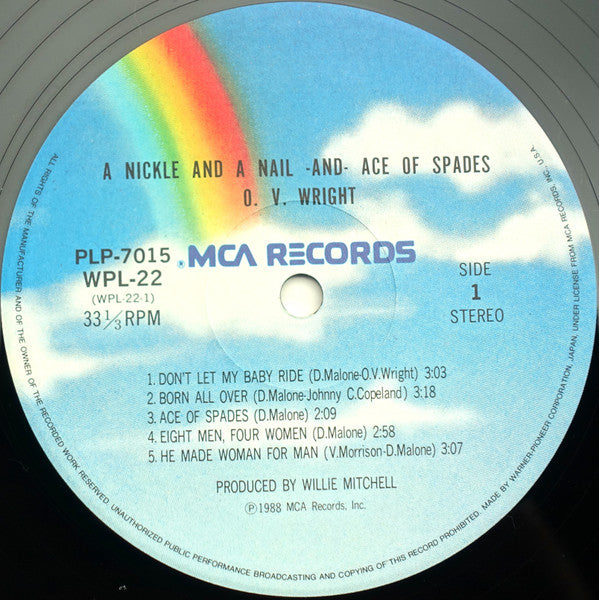 A NICKLE AND A NAIL -AND- ACE OF SPADES
O. V. WRIGHT
PLP-7015
WPL-22
(WPL-22-1)
33 1/3 RPM
MCA RECORDS
SIDE
1
STEREO
1. DON'T LET MY BABY RIDE (D.Malone-O.V.Wright) 3:03
2. BORN ALL OVER (D.Malone-Johnny C.Copeland) 3:18
3. ACE OF SPADES (D.Malone) 2:09
4. EIGHT MEN, FOUR WOMEN (D.Malone) 2:58
5. HE MADE WOMAN FOR MAN (V.Morrison-D.Malone) 3:07
PRODUCED BY WILLIE MITCHELL
Ⓟ1988 MCA Records, Inc.
ALL RIGHTS OF THE MANUFACTURER AND OF THE OWNER OF THE RECORDED WORK RESERVED. UNAUTHORIZED PUBLIC PERFORMANCE BROADCASTING AND COPYING OF THIS RECORD PROHIBITED. MADE BY WARNER-PIONEER CORPORATION, JAPAN, UNDER LICENSE FROM MCA RECORDS, INC., U.S.A.